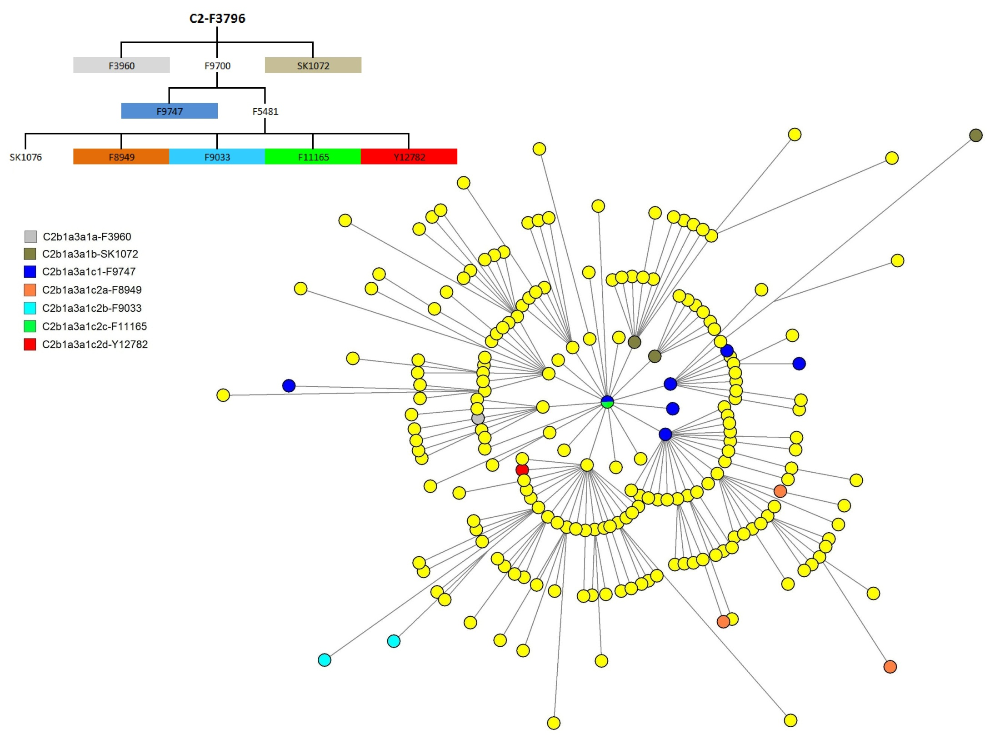 C2-F3796
F3960 F9700 SK1072
F9747 F5481
SK1076 F8949 F9033 F11165 Y12782
C2b1a3a1a-F3960
C2b1a3a1b-SK1072
C2b1a3a1c1-F9747
C2b1a3a1c2a-F8949
C2b1a3a1c2b-F9033
C2b1a3a1c2c-F11165
C2b1a3a1c2d-Y12782